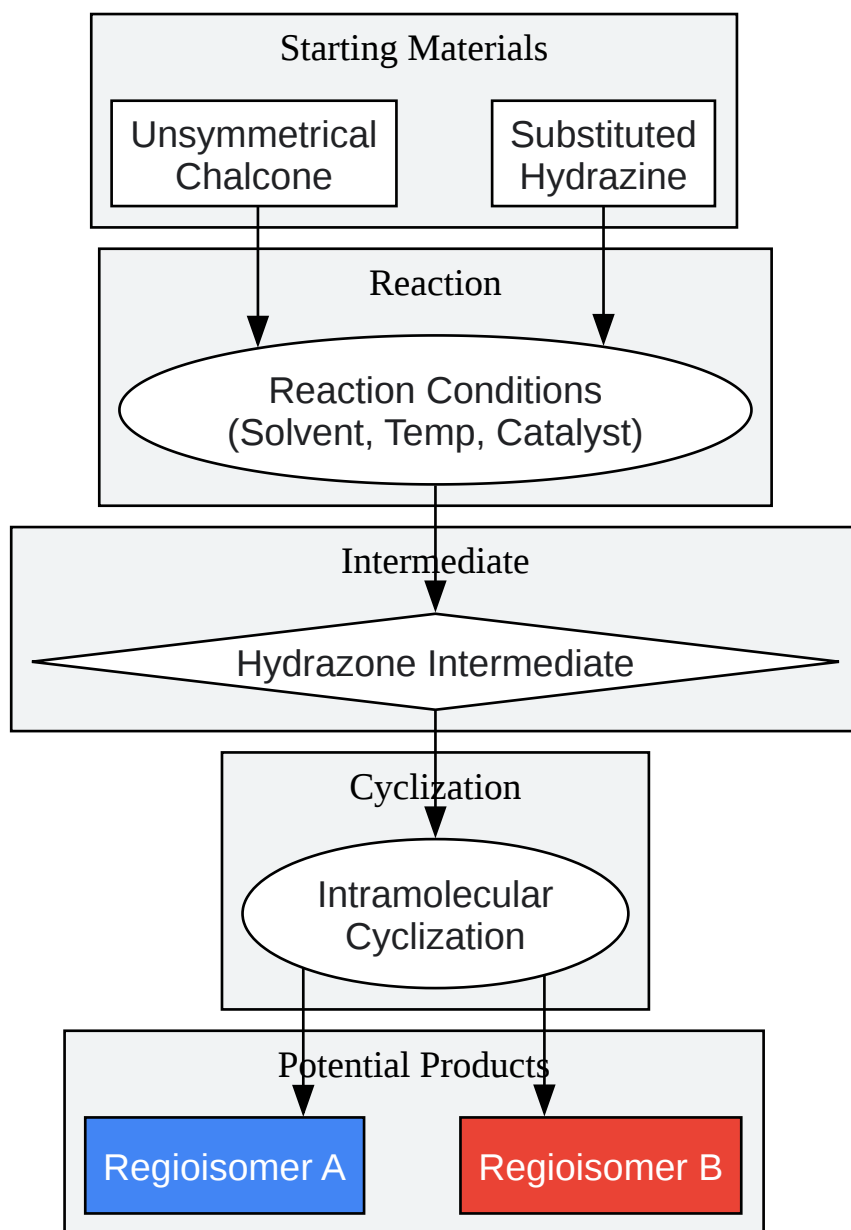 Starting Materials
Unsymmetrical
Chalcone
Substituted
Hydrazine
Reaction
Reaction Conditions
(Solvent, Temp, Catalyst)
Intermediate
Hydrazone Intermediate
Cyclization
Intramolecular
Cyclization
Potential Products
Regioisomer A
Regioisomer B